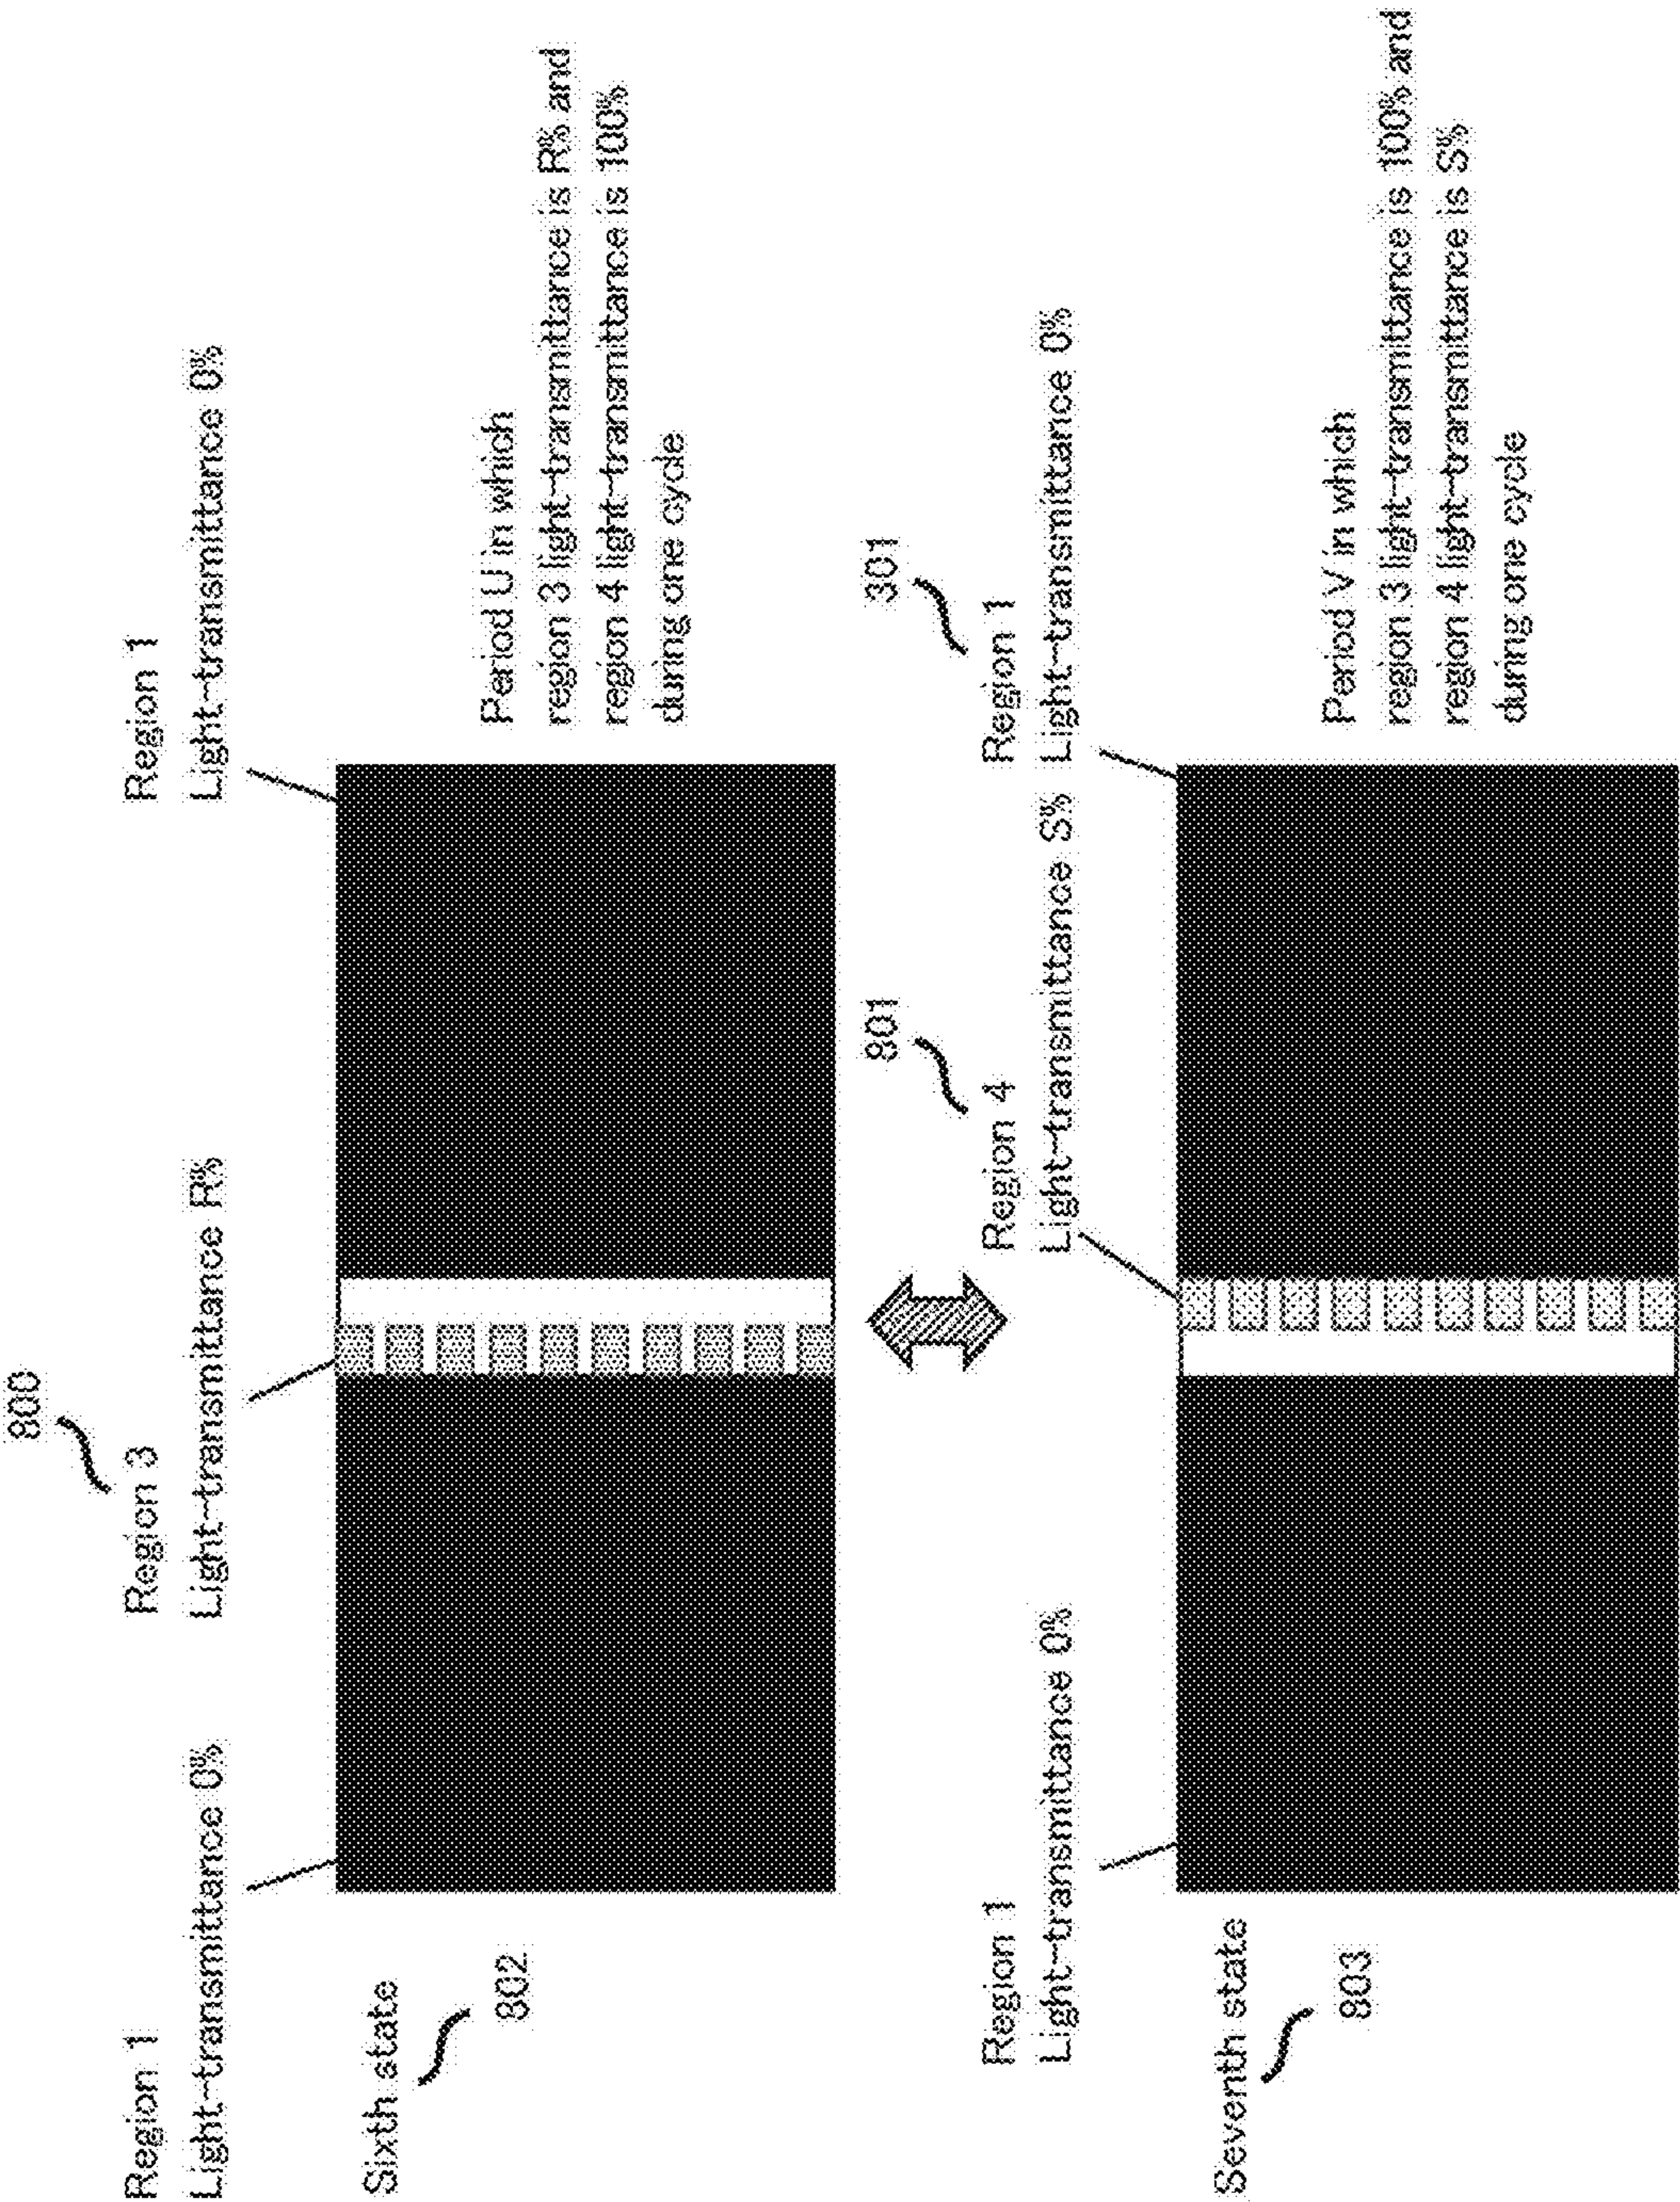 800
Region 1
Light-transmittance 0%
Region 3
Light-transmittance R%
Region 1
Light-transmittance 0%
Sixth state
802
Period U in which
region 3 light-transmittance is R% and
region 4 light-transmittance is 100%
during one cycle
801
301
Region 1
Light-transmittance 0%
Region 4
Light-transmittance S%
Region 1
Light-transmittance 0%
Seventh state
803
Period V in which
region 3 light-transmittance is 100% and
region 4 light-transmittance is S%
during one cycle